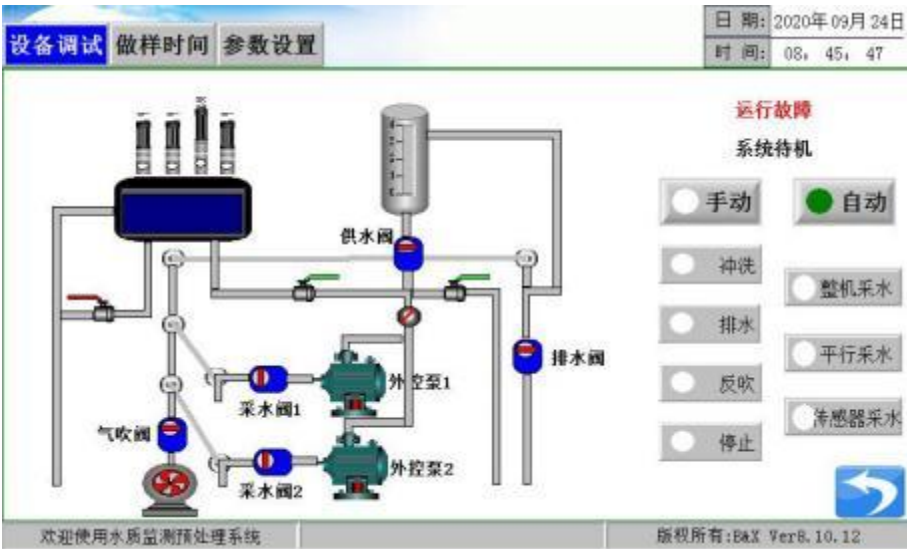 设备调试 做样时间 参数设置
日 期: 2020年 09月 24日
时 间: 08: 45: 47
运行故障
系统待机
手动 自动
供水阀
冲洗
整机采水
排水
排水阀
平行采水
外控泵1
反吹
采水阀1
传感器采水
气吹阀
停止
外控泵2
采水阀2
欢迎使用水质监测预处理系统
版权所有:B&X Ver8.10.12